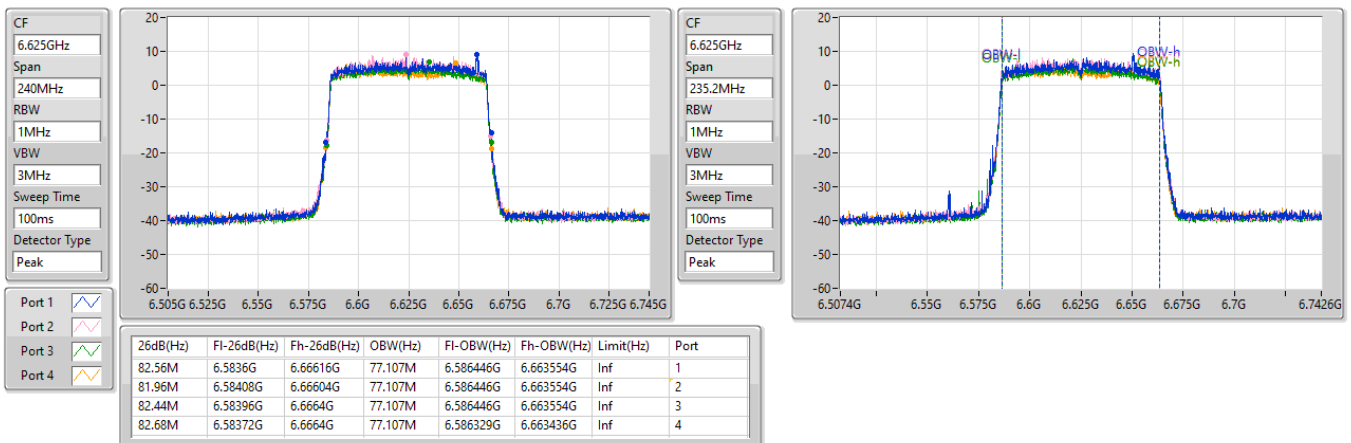 CF
6.625GHz
Span
240MHz
RBW
1MHz
VBW
3MHz
Sweep Time
100ms
Detector Type
Peak
20
10
0
-10
-20
-30
-40
-50
-60
6.505G 6.525G 6.55G 6.575G 6.6G 6.625G 6.65G 6.675G 6.7G 6.725G 6.745G
CF
6.625GHz
Span
235.2MHz
RBW
1MHz
VBW
3MHz
Sweep Time
100ms
Detector Type
Peak
20
10
0
-10
-20
-30
-40
-50
-60
OBW-l
OBW-h
OBW-h
6.5074G 6.55G 6.575G 6.6G 6.625G 6.65G 6.675G 6.7G 6.7426G
Port 1
Port 2
Port 3
Port 4
26dB(Hz) Fl-26dB(Hz) Fh-26dB(Hz) OBW(Hz) Fl-OBW(Hz) Fh-OBW(Hz) Limit(Hz) Port
82.56M 6.5836G 6.66616G 77.107M 6.586446G 6.663554G Inf 1
81.96M 6.58408G 6.66604G 77.107M 6.586446G 6.663554G Inf 2
82.44M 6.58396G 6.6664G 77.107M 6.586446G 6.663554G Inf 3
82.68M 6.58372G 6.6664G 77.107M 6.586329G 6.663436G Inf 4